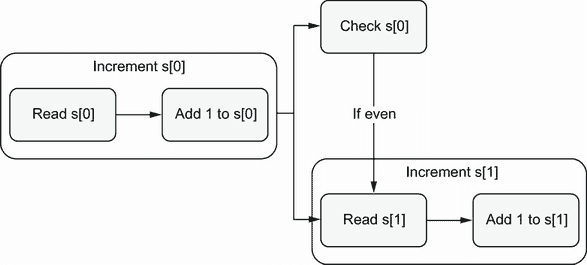 Check s[0]
Increment s[0]
Read s[0]
Add 1 to s[0]
If even
Increment s[1]
Read s[1]
Add 1 to s[1]